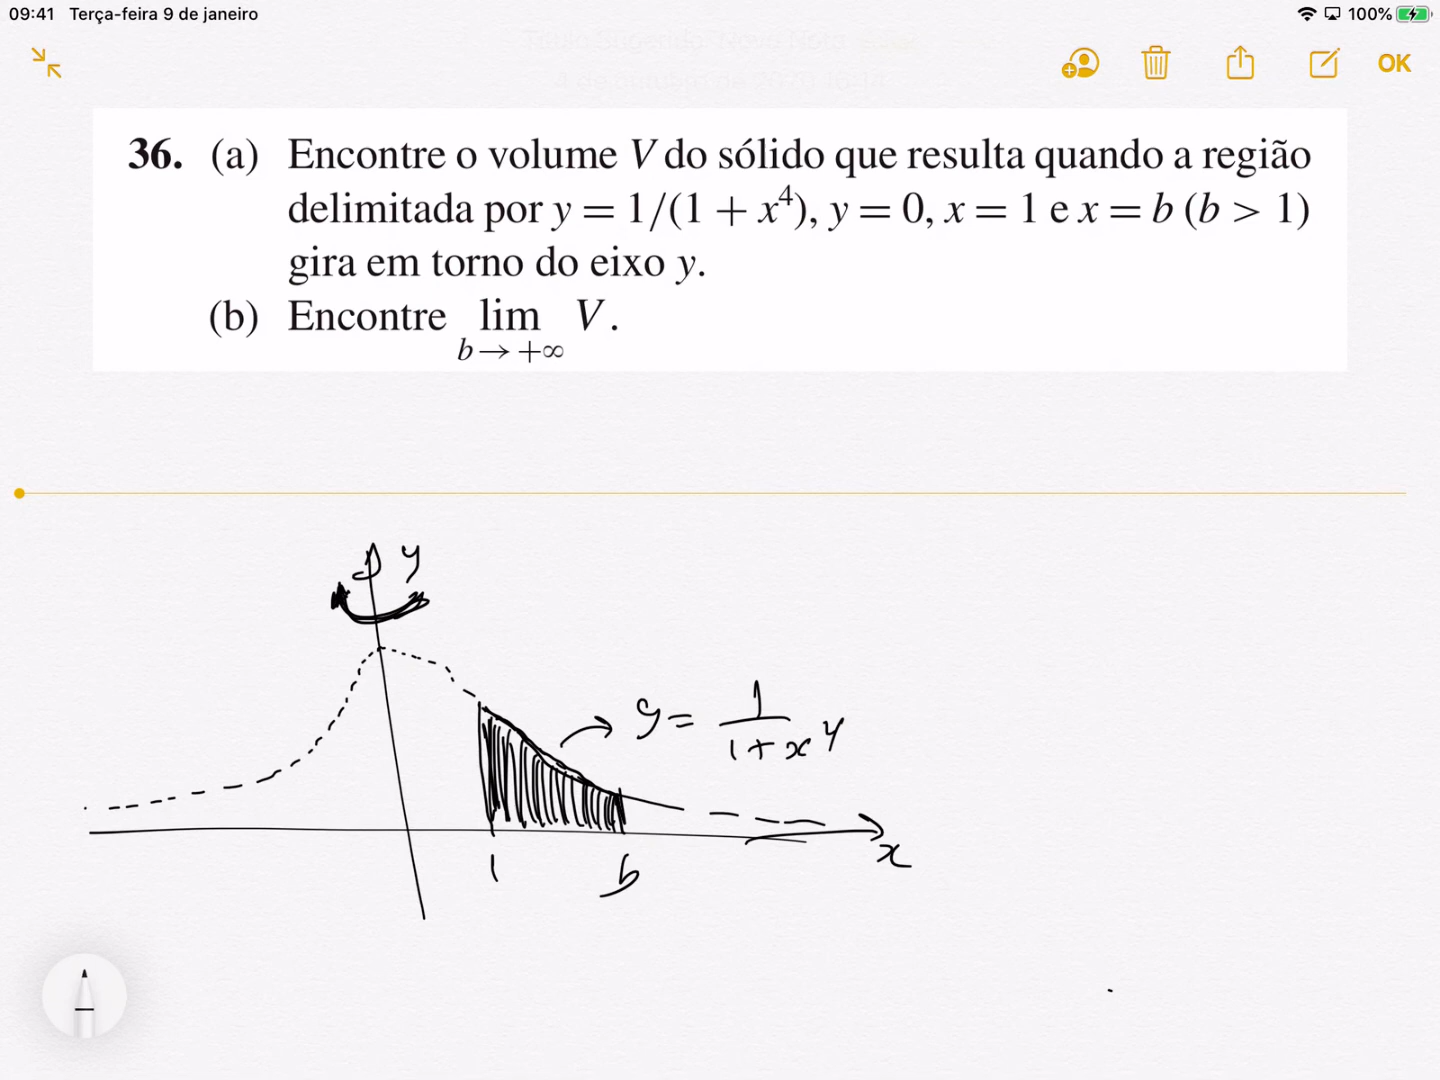 09:41 Terça-feira 9 de janeiro
100%
OK
36. (a) Encontre o volume V do sólido que resulta quando a região
delimitada por y = 1/(1 + x⁴), y = 0, x = 1 e x = b (b > 1)
gira em torno do eixo y.
(b) Encontre lim V.
b → +∞
y
y = 1
1 + x⁴
x
1 b